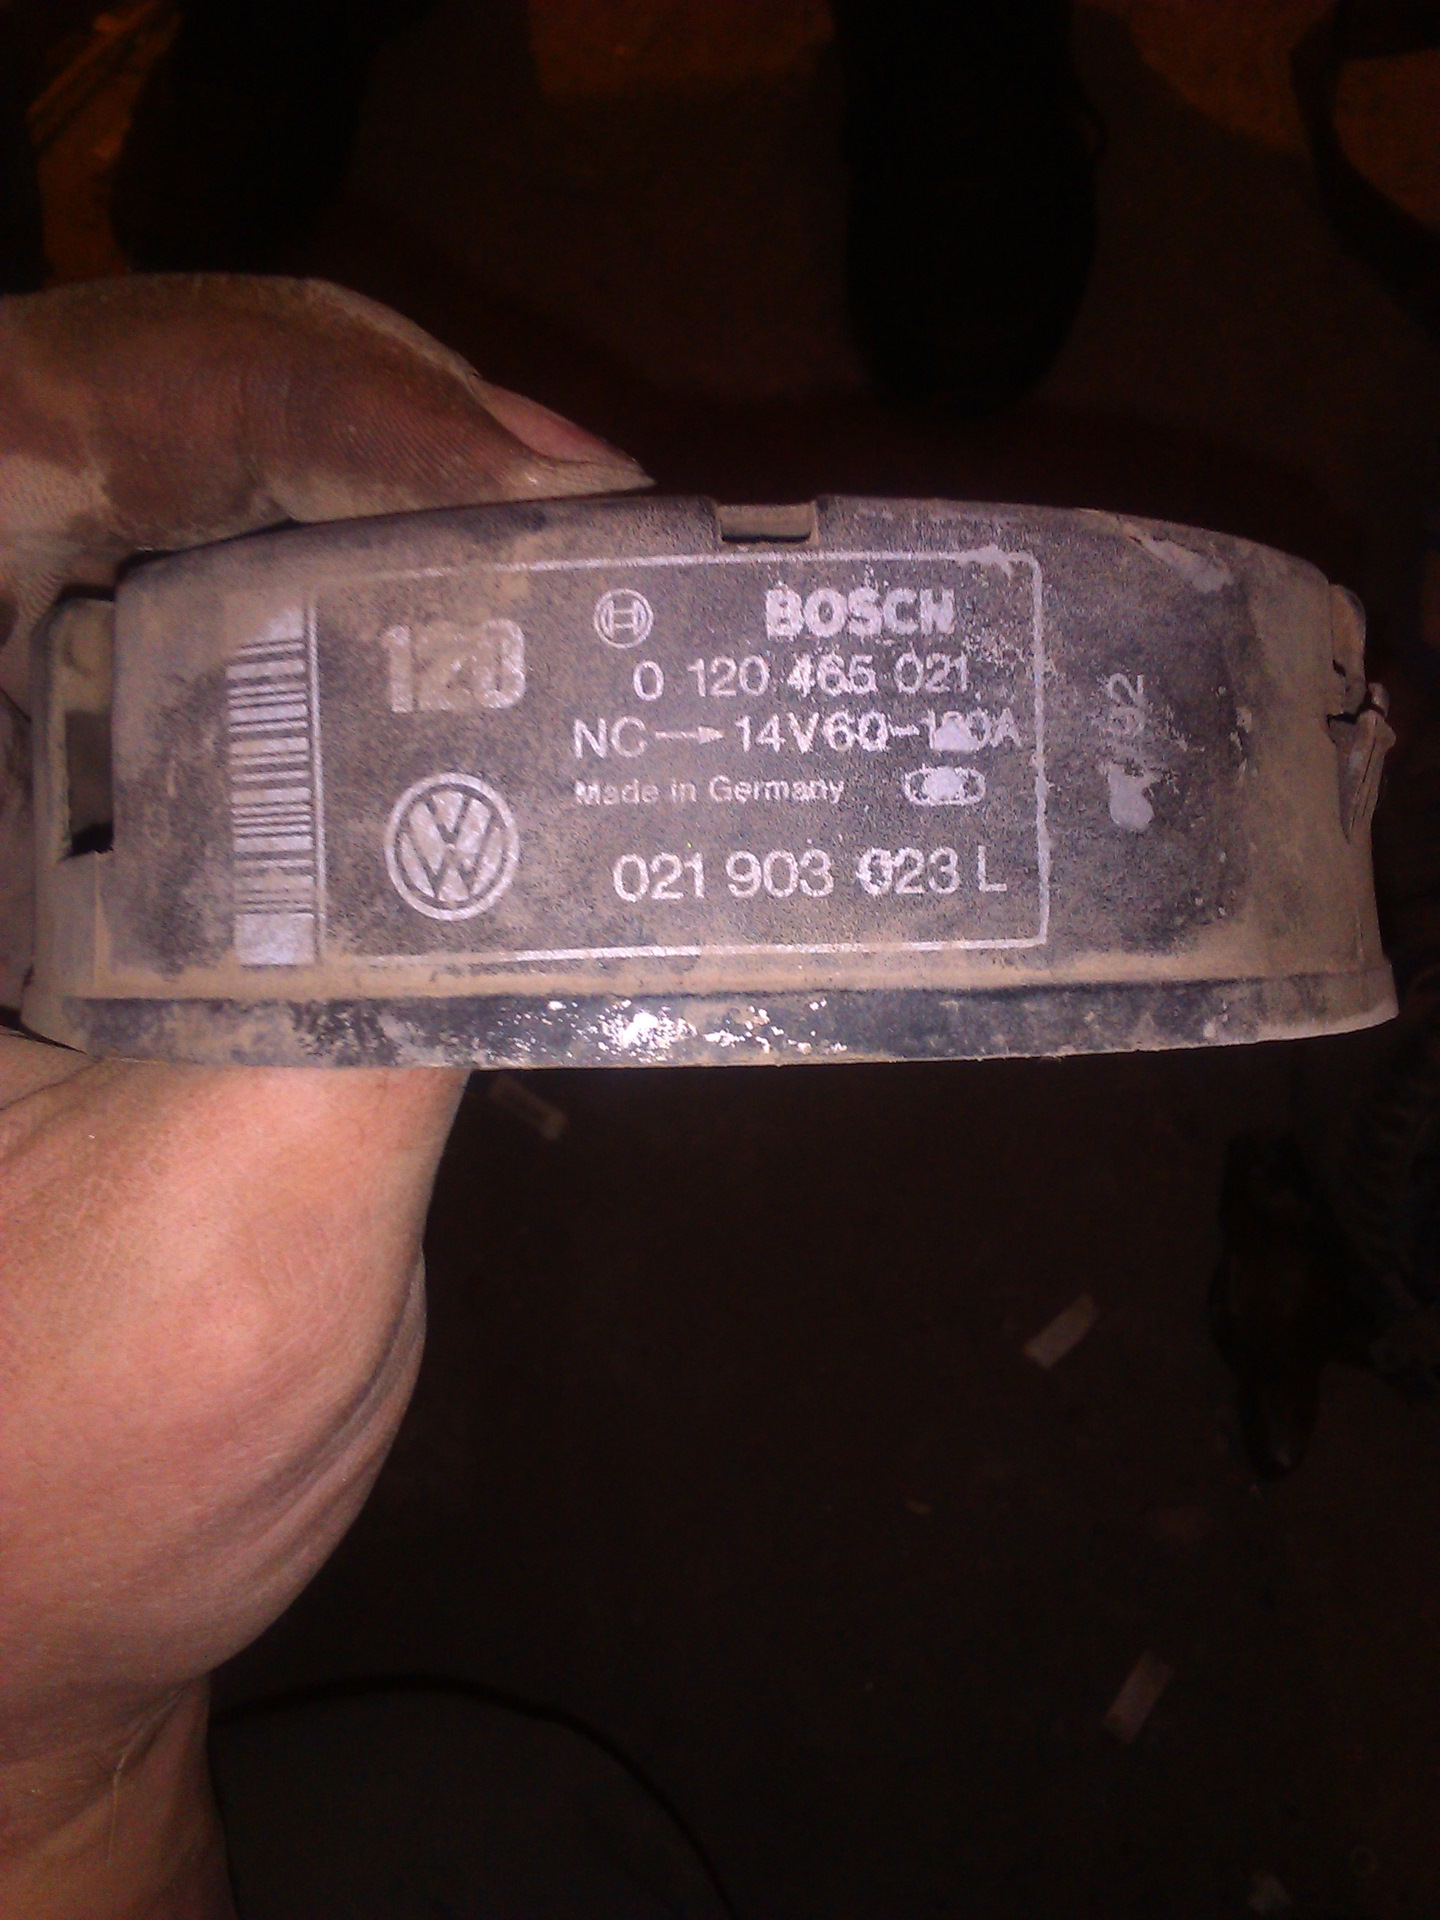 120
BOSCH
0 120 465 021
NC→14V60-120A
Made in Germany
021 903 023 L